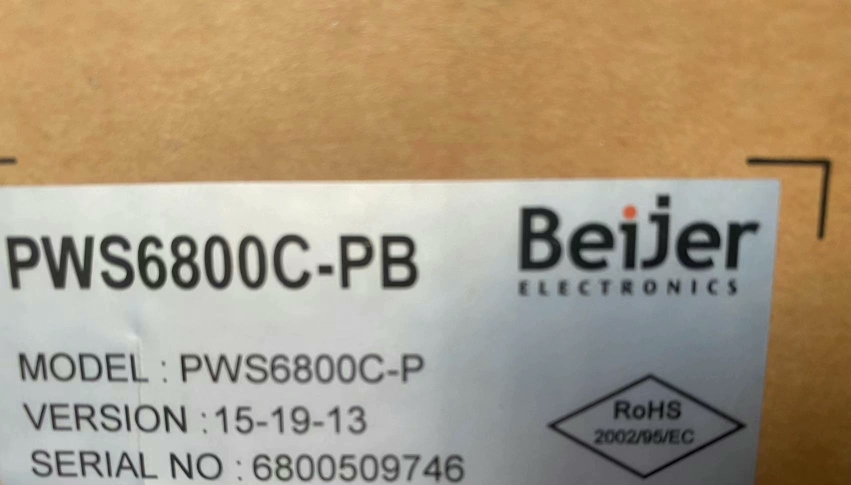 PWS6800C-PB
Beijer
ELECTRONICS
MODEL : PWS6800C-P
VERSION : 15-19-13
SERIAL NO : 6800509746
RoHS
2002/95/EC